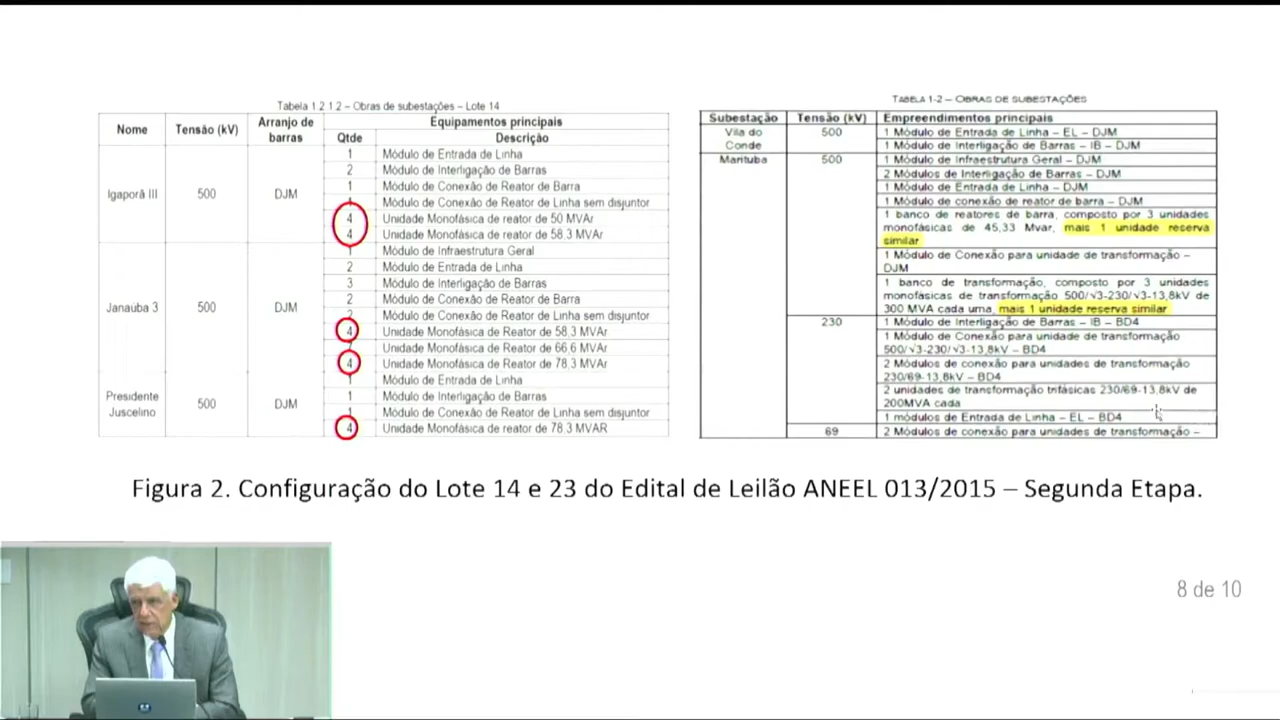 Tabela 1.2.1.2 – Obras de subestações – Lote 14
Nome Tensão (kV) Arranjo de barras Equipamentos principais
Qtde Descrição
Igaporã III 500 DJM
1 Módulo de Entrada de Linha
2 Módulo de Interligação de Barras
1 Módulo de Conexão de Reator de Barra
1 Módulo de Conexão de Reator de Linha sem disjuntor
4 Unidade Monofásica de reator de 50 MVAr
4 Unidade Monofásica de reator de 58,3 MVAr
Janaúba 3 500 DJM
1 Módulo de Infraestrutura Geral
2 Módulo de Entrada de Linha
3 Módulo de Interligação de Barras
2 Módulo de Conexão de Reator de Barra
2 Módulo de Conexão de Reator de Linha sem disjuntor
4 Unidade Monofásica de Reator de 58,3 MVAr
Unidade Monofásica de Reator de 66,6 MVAr
4 Unidade Monofásica de Reator de 78,3 MVAr
Presidente Juscelino 500 DJM
1 Módulo de Entrada de Linha
1 Módulo de Interligação de Barras
1 Módulo de Conexão de Reator de Linha sem disjuntor
4 Unidade Monofásica de reator de 78,3 MVAR
TABELA 1-2 – OBRAS DE SUBESTAÇÕES
Subestação Tensão (kV) Empreendimentos principais
Vila do Conde 500
1 Módulo de Entrada de Linha – EL – DJM
1 Módulo de Interligação de Barras – IB – DJM
Marituba 500
1 Módulo de Infraestrutura Geral – DJM
2 Módulos de Interligação de Barras – DJM
1 Módulo de Entrada de Linha – DJM
1 Módulo de conexão de reator de barra – DJM
1 banco de reatores de barra, composto por 3 unidades
monofásicas de 45,33 Mvar, mais 1 unidade reserva
similar
1 Módulo de Conexão para unidade de transformação –
DJM
1 banco de transformação, composto por 3 unidades
monofásicas de transformação 500/√3-230/√3-13,8kV de
300 MVA cada uma, mais 1 unidade reserva similar
230
1 Módulo de Interligação de Barras – IB – BD4
1 Módulo de Conexão para unidade de transformação
500/√3-230/√3-13,8kV – BD4
2 Módulos de conexão para unidades de transformação
230/69-13,8kV – BD4
2 unidades de transformação trifásicas 230/69-13,8kV de
200MVA cada
1 módulos de Entrada de Linha – EL – BD4
69 2 Módulos de conexão para unidades de transformação –
Figura 2. Configuração do Lote 14 e 23 do Edital de Leilão ANEEL 013/2015 – Segunda Etapa.
8 de 10